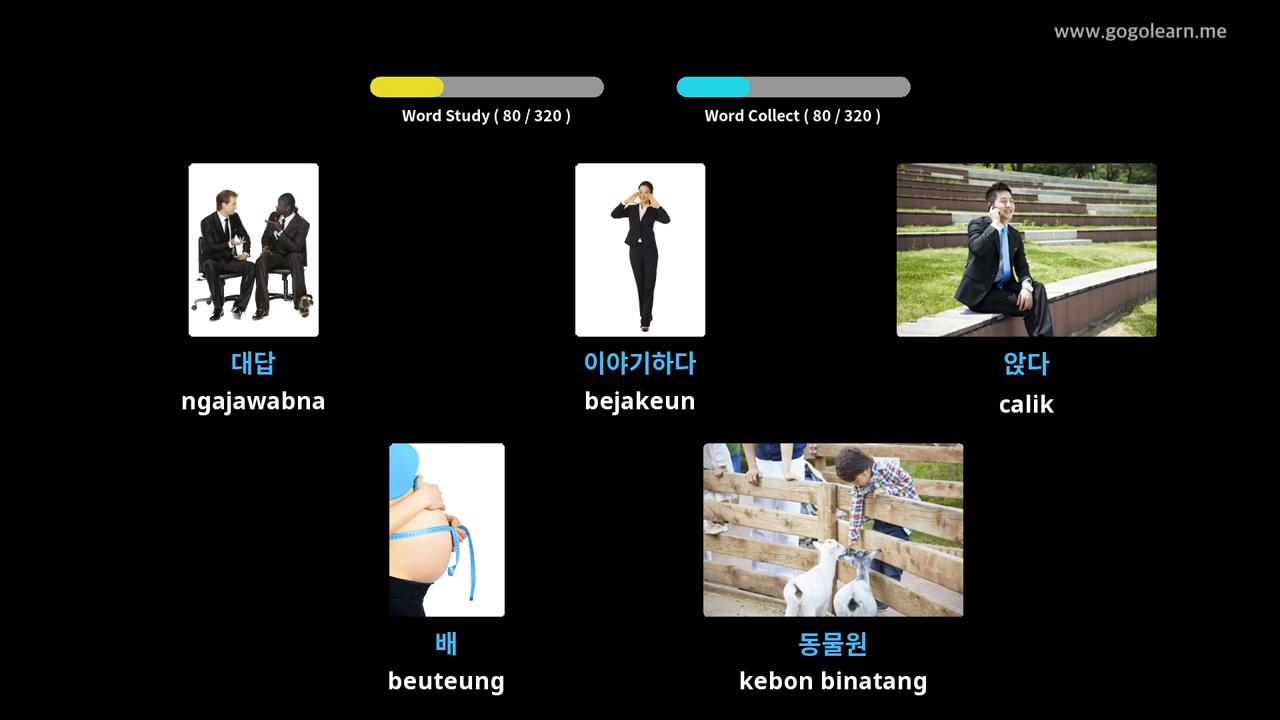 www.gogolearn.me
Word Study ( 80 / 320 )
Word Collect ( 80 / 320 )
대답
ngajawabna
이야기하다
bejakeun
앉다
calik
배
beuteung
동물원
kebon binatang